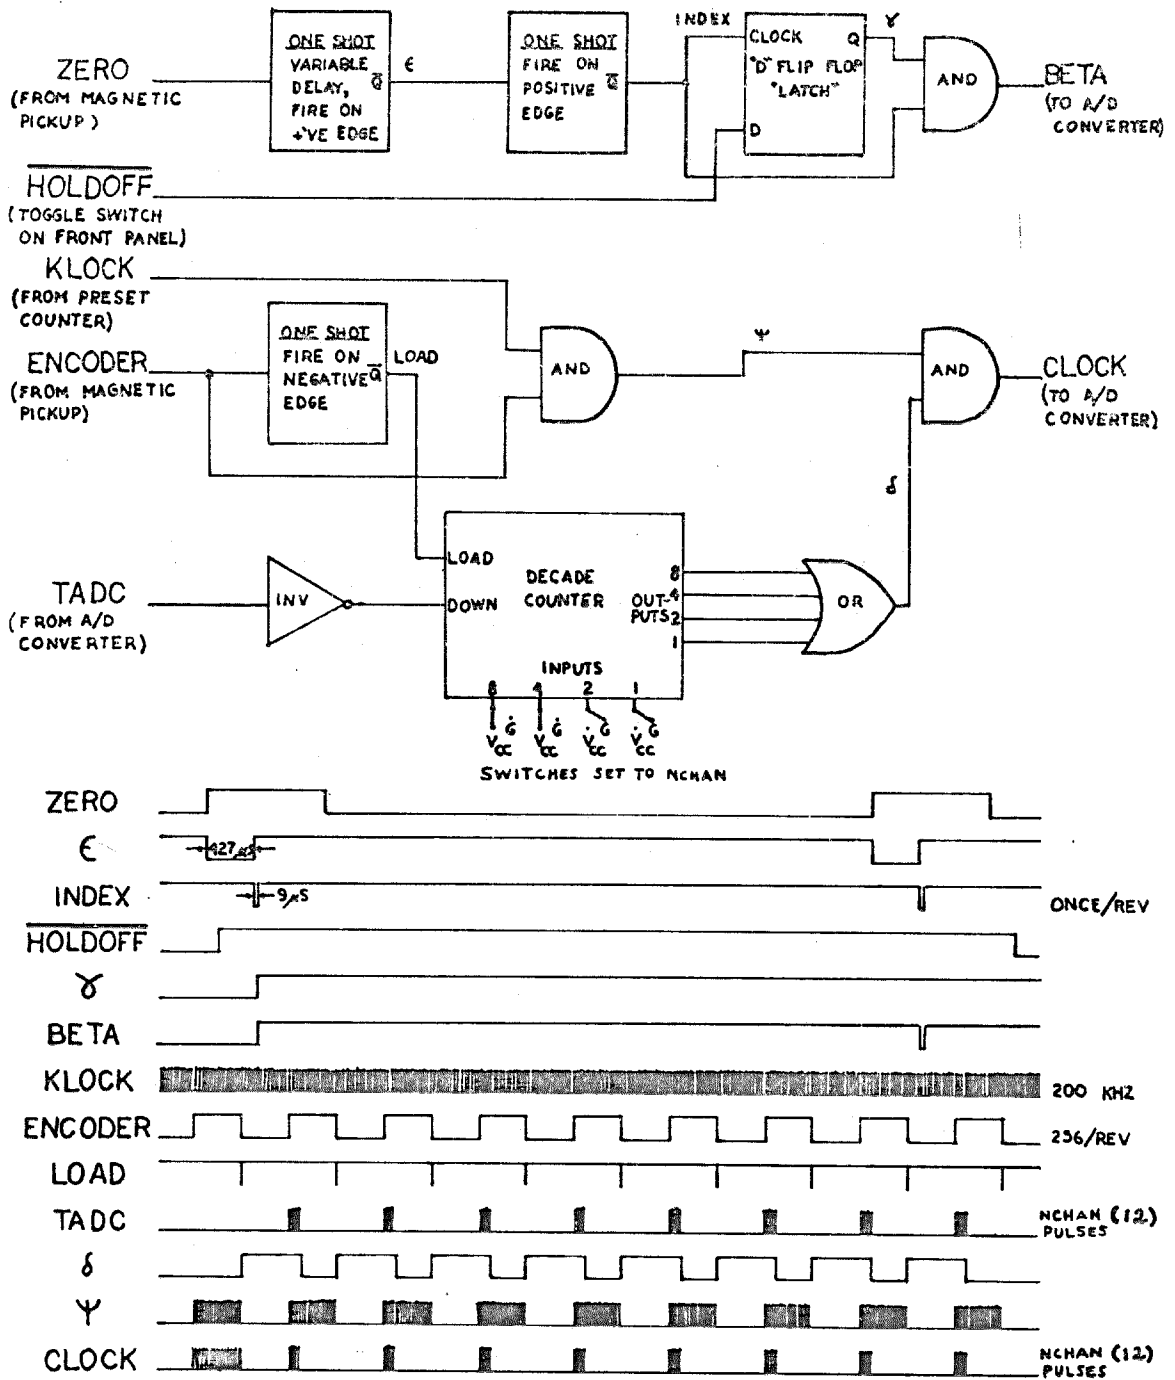 ZERO
(FROM MAGNETIC
PICKUP)
ONE SHOT
VARIABLE
DELAY, Q̅
FIRE ON
+'VE EDGE
ϵ
ONE SHOT
FIRE ON
POSITIVE Q̅
EDGE
INDEX
CLOCK Q
"D" FLIP FLOP
"LATCH"
D
γ
AND
BETA
(TO A/D
CONVERTER)
H̅O̅L̅D̅O̅F̅F̅
(TOGGLE SWITCH
ON FRONT PANEL)
KLOCK
(FROM PRESET
COUNTER)
ENCODER
(FROM MAGNETIC
PICKUP)
ONE SHOT
FIRE ON
NEGATIVE Q̅
EDGE
LOAD
AND
Ψ
AND
CLOCK
(TO A/D
CONVERTER)
δ
TADC
(FROM A/D
CONVERTER)
INV
LOAD
DOWN
DECADE
COUNTER
OUT-
PUTS
8
4
2
1
OR
INPUTS
8 4 2 1
G G G G
VCC VCC VCC VCC
SWITCHES SET TO NCHAN
ZERO
ϵ
427μs
INDEX
9μS
ONCE/REV
H̅O̅L̅D̅O̅F̅F̅
γ
BETA
KLOCK
200 KHZ
ENCODER
256/REV
LOAD
TADC
NCHAN (12)
PULSES
δ
Ψ
CLOCK
NCHAN (12)
PULSES